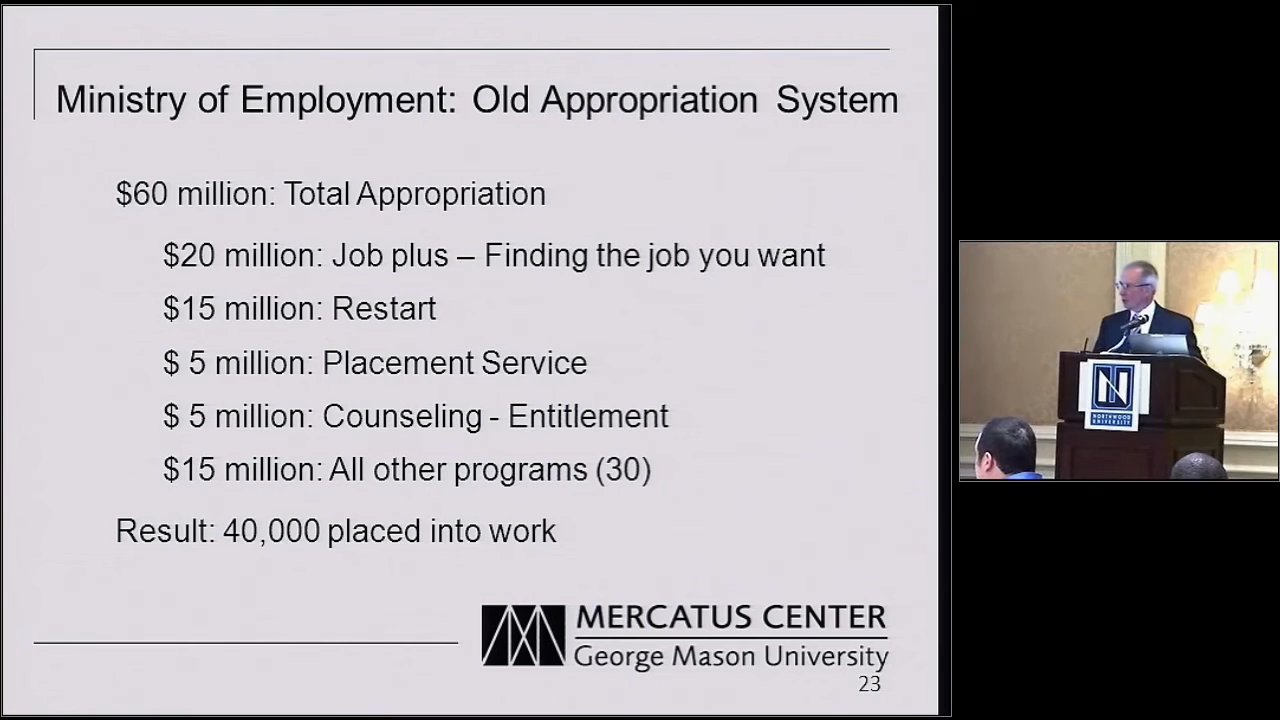 Ministry of Employment: Old Appropriation System
$60 million: Total Appropriation
$20 million: Job plus – Finding the job you want
$15 million: Restart
$ 5 million: Placement Service
$ 5 million: Counseling - Entitlement
$15 million: All other programs (30)
Result: 40,000 placed into work
MERCATUS CENTER
George Mason University
23
NORTHWOOD
UNIVERSITY